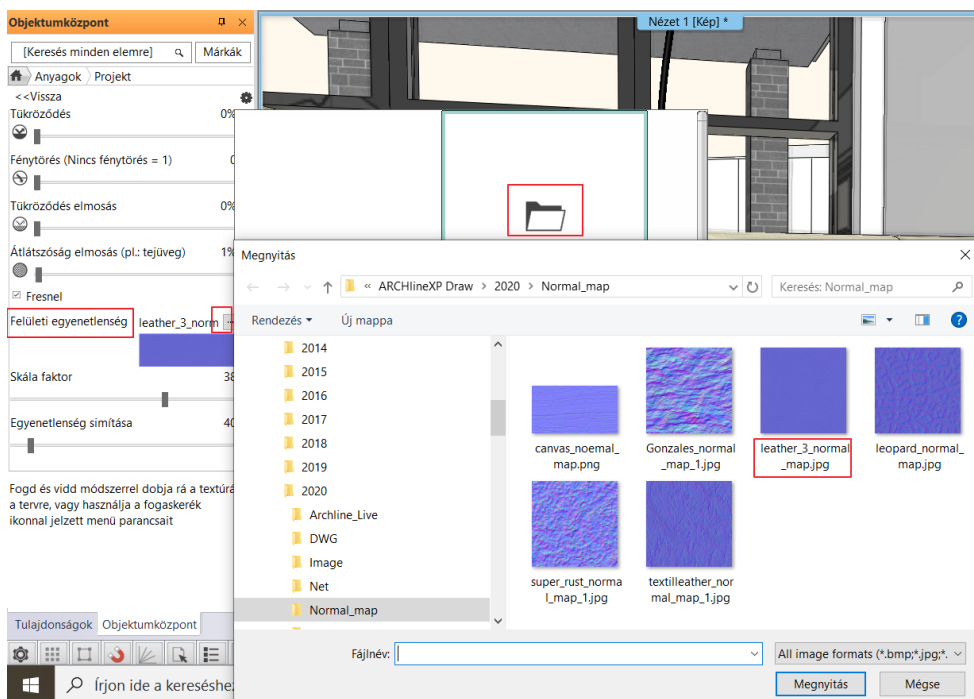 Objektumközpont
Nézet 1 [Kép] *
[Keresés minden elemre]
Márkák
Anyagok
Projekt
<<Vissza
Tükröződés
0%
Fénytörés (Nincs fénytörés = 1)
Tükröződés elmosás
0%
Átlátszóság elmosás (pl.: tejüveg)
1%
Fresnel
Felületi egyenetlenség
leather_3_norm
...
Skála faktor
38
Egyenetlenség simítása
40
Fogd és vidd módszerrel dobja rá a textúrá
a tervre, vagy használja a fogaskerék
ikonnal jelzett menü parancsait
Tulajdonságok
Objektumközpont
Írjon ide a kereséshe
Megnyitás
« ARCHlineXP Draw > 2020 > Normal_map
Keresés: Normal_map
Rendezés
Új mappa
?
2014
2015
2016
2017
2018
2019
2020
Archline_Live
DWG
Image
Net
Normal_map
canvas_noemal_
map.png
Gonzales_normal
_map_1.jpg
leather_3_normal
_map.jpg
leopard_normal_
map.jpg
super_rust_norma
l_map_1.jpg
textilleather_nor
mal_map_1.jpg
Fájlnév:
All image formats (*.bmp;*.jpg;*.
Megnyitás
Mégse